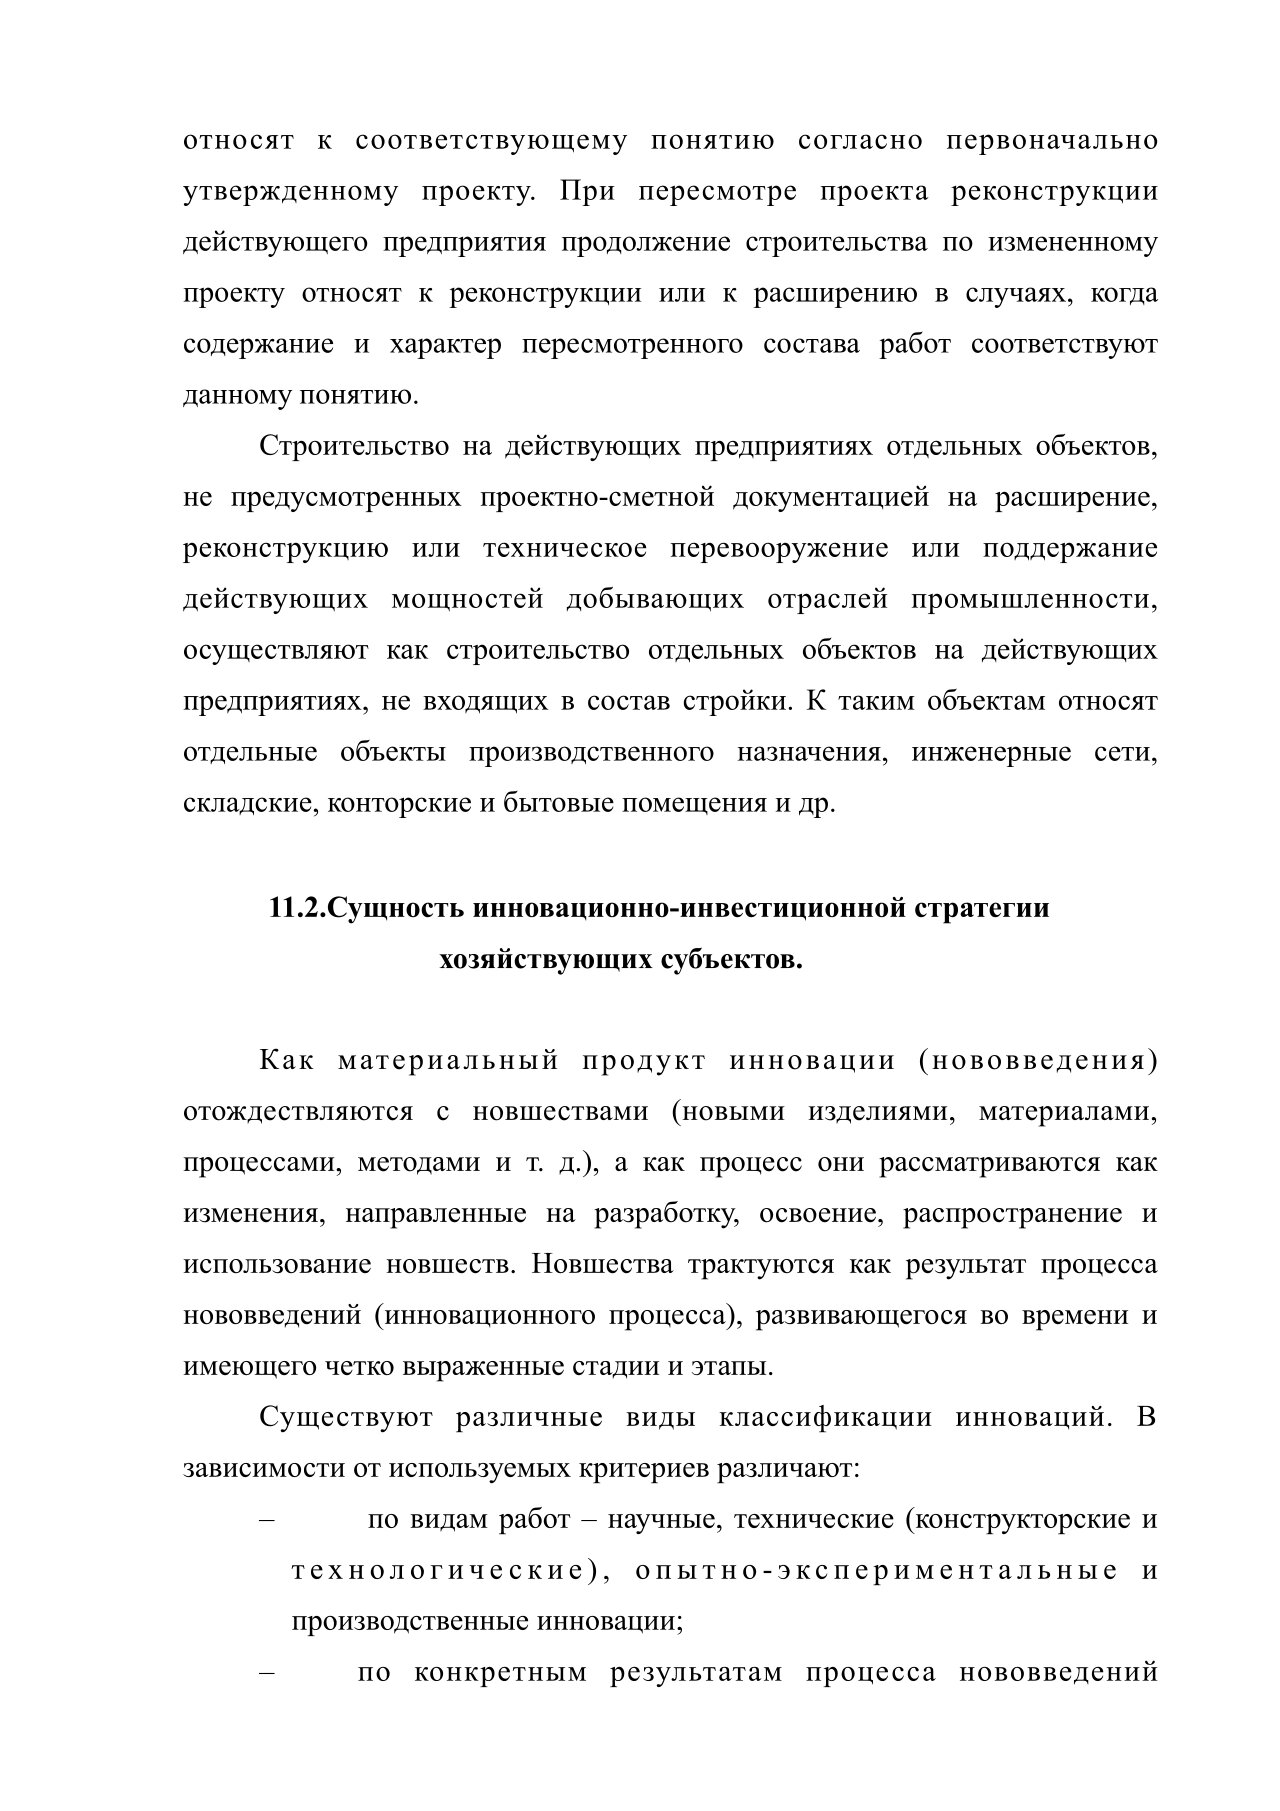 относят к соответствующему понятию согласно первоначально
утвержденному проекту. При пересмотре проекта реконструкции
действующего предприятия продолжение строительства по измененному
проекту относят к реконструкции или к расширению в случаях, когда
содержание и характер пересмотренного состава работ соответствуют
данному понятию.
Строительство на действующих предприятиях отдельных объектов,
не предусмотренных проектно-сметной документацией на расширение,
реконструкцию или техническое перевооружение или поддержание
действующих мощностей добывающих отраслей промышленности,
осуществляют как строительство отдельных объектов на действующих
предприятиях, не входящих в состав стройки. К таким объектам относят
отдельные объекты производственного назначения, инженерные сети,
складские, конторские и бытовые помещения и др.
11.2.Сущность инновационно-инвестиционной стратегии
хозяйствующих субъектов.
Как материальный продукт инновации (нововведения)
отождествляются с новшествами (новыми изделиями, материалами,
процессами, методами и т. д.), а как процесс они рассматриваются как
изменения, направленные на разработку, освоение, распространение и
использование новшеств. Новшества трактуются как результат процесса
нововведений (инновационного процесса), развивающегося во времени и
имеющего четко выраженные стадии и этапы.
Существуют различные виды классификации инноваций. В
зависимости от используемых критериев различают:
– по видам работ – научные, технические (конструкторские и
технологические), опытно-экспериментальные и
производственные инновации;
– по конкретным результатам процесса нововведений